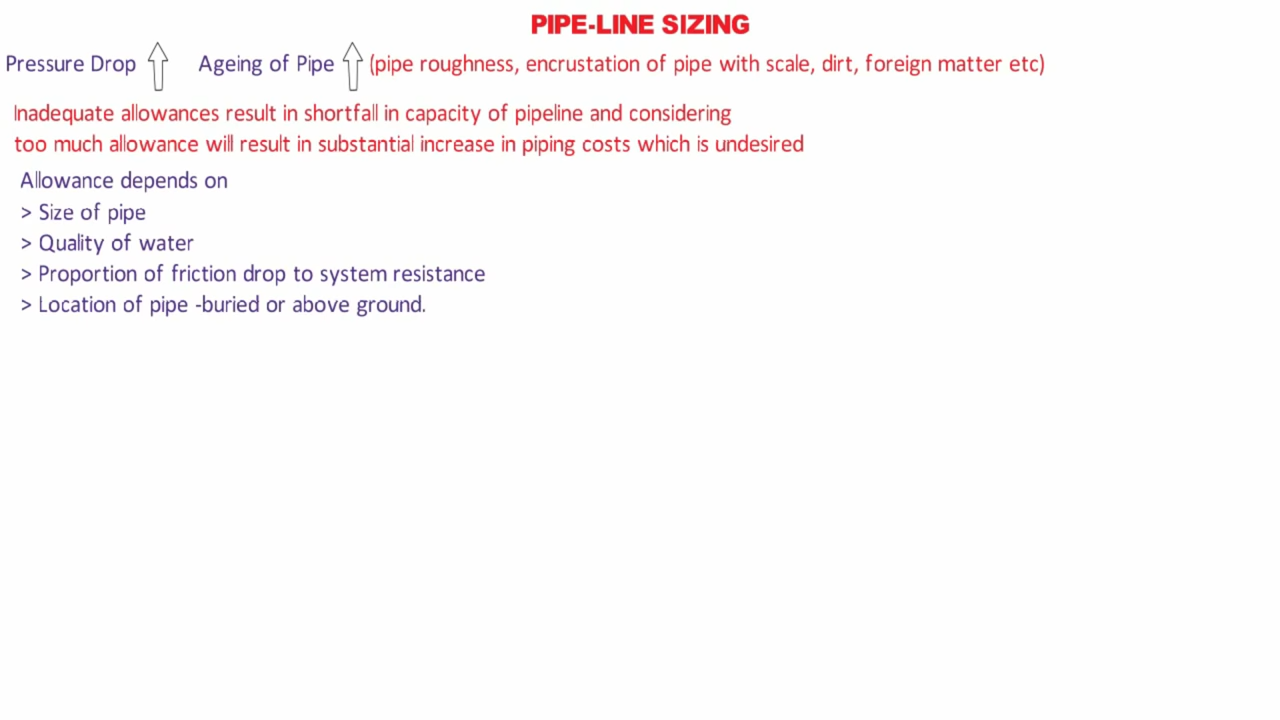 PIPE-LINE SIZING
Pressure Drop Ageing of Pipe (pipe roughness, encrustation of pipe with scale, dirt, foreign matter etc)
Inadequate allowances result in shortfall in capacity of pipeline and considering
too much allowance will result in substantial increase in piping costs which is undesired
Allowance depends on
> Size of pipe
> Quality of water
> Proportion of friction drop to system resistance
> Location of pipe -buried or above ground.